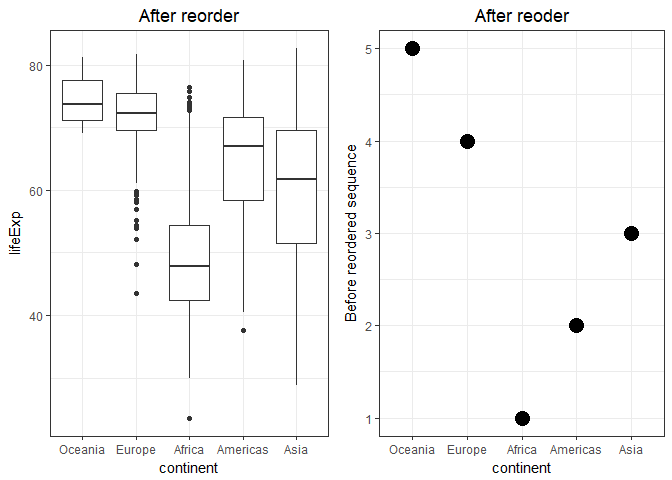 After reorder
lifeExp
80
60
40
Oceania Europe Africa Americas Asia
continent
After reoder
Before reordered sequence
5
4
3
2
1
Oceania Europe Africa Americas Asia
continent